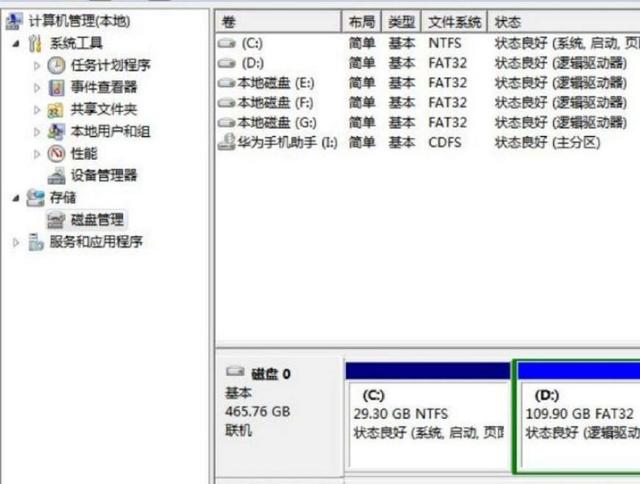 计算机管理(本地)
系统工具
任务计划程序
事件查看器
共享文件夹
本地用户和组
性能
设备管理器
存储
磁盘管理
服务和应用程序
卷 布局 类型 文件系统 状态
(C:) 简单 基本 NTFS 状态良好 (系统, 启动, 页面
(D:) 简单 基本 FAT32 状态良好 (逻辑驱动器)
本地磁盘 (E:) 简单 基本 FAT32 状态良好 (逻辑驱动器)
本地磁盘 (F:) 简单 基本 FAT32 状态良好 (逻辑驱动器)
本地磁盘 (G:) 简单 基本 FAT32 状态良好 (逻辑驱动器)
华为手机助手 (I:) 简单 基本 CDFS 状态良好 (主分区)
磁盘 0
基本
465.76 GB
联机
(C:)
29.30 GB NTFS
状态良好 (系统, 启动, 页面
(D:)
109.90 GB FAT32
状态良好 (逻辑驱动